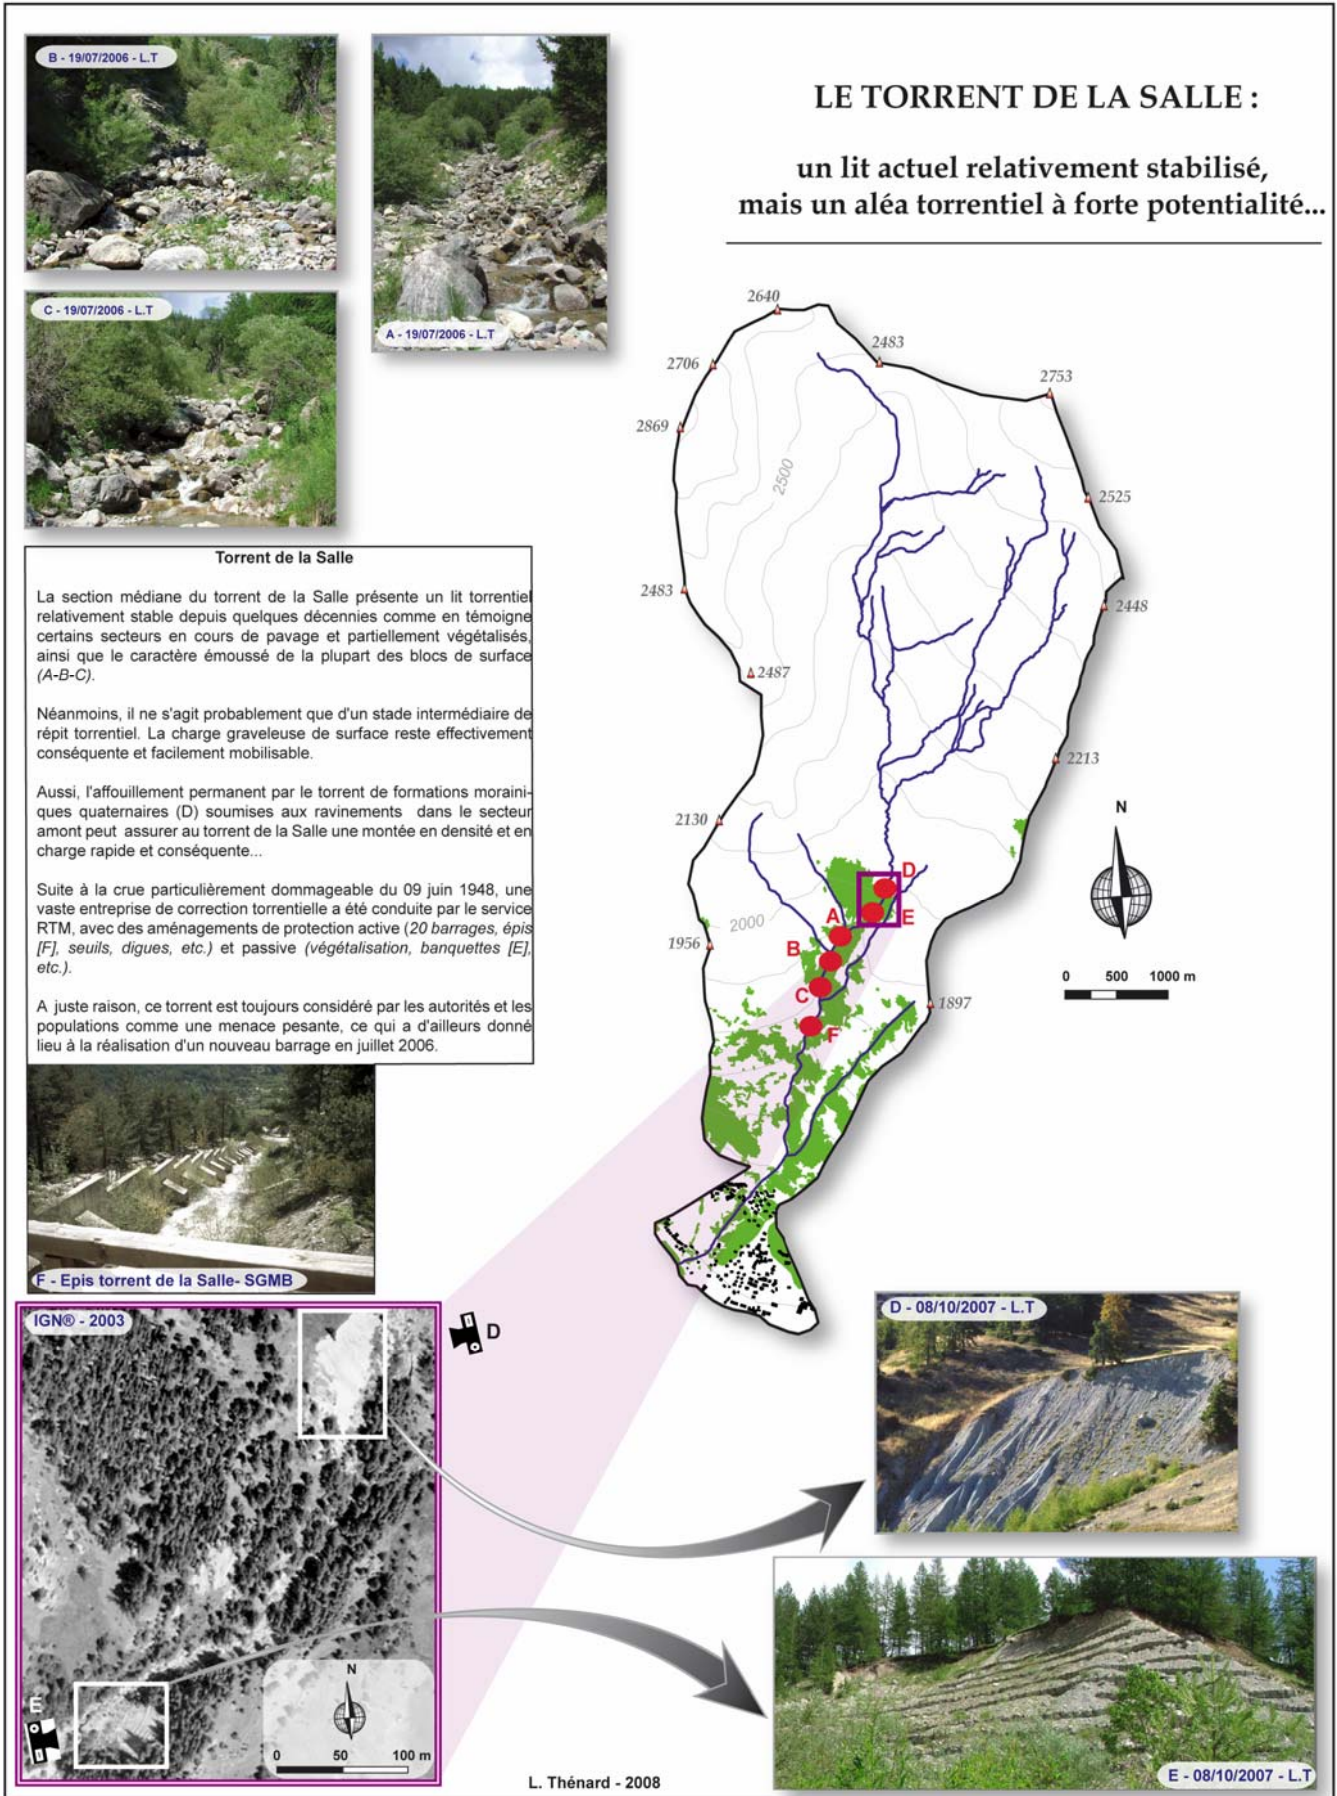 B - 19/07/2006 - L.T
C - 19/07/2006 - L.T
A - 19/07/2006 - L.T
LE TORRENT DE LA SALLE :
un lit actuel relativement stabilisé,
mais un aléa torrentiel à forte potentialité...
Torrent de la Salle
La section médiane du torrent de la Salle présente un lit torrentiel
relativement stable depuis quelques décennies comme en témoigne
certains secteurs en cours de pavage et partiellement végétalisés,
ainsi que le caractère émoussé de la plupart des blocs de surface
(A-B-C).
Néanmoins, il ne s'agit probablement que d'un stade intermédiaire de
répit torrentiel. La charge graveleuse de surface reste effectivement
conséquente et facilement mobilisable.
Aussi, l'affouillement permanent par le torrent de formations moraini-
ques quaternaires (D) soumises aux ravinements dans le secteur
amont peut assurer au torrent de la Salle une montée en densité et en
charge rapide et conséquente...
Suite à la crue particulièrement dommageable du 09 juin 1948, une
vaste entreprise de correction torrentielle a été conduite par le service
RTM, avec des aménagements de protection active (20 barrages, épis
[F], seuils, digues, etc.) et passive (végétalisation, banquettes [E],
etc.).
A juste raison, ce torrent est toujours considéré par les autorités et les
populations comme une menace pesante, ce qui a d'ailleurs donné
lieu à la réalisation d'un nouveau barrage en juillet 2006.
2640
2483
2706
2753
2869
2500
2525
2483
2448
2487
2213
2130
2000
1956
1897
D
E
A
B
C
F
N
0 500 1000 m
F - Epis torrent de la Salle- SGMB
IGN® - 2003
D
E
N
0 50 100 m
D - 08/10/2007 - L.T
E - 08/10/2007 - L.T
L. Thénard - 2008